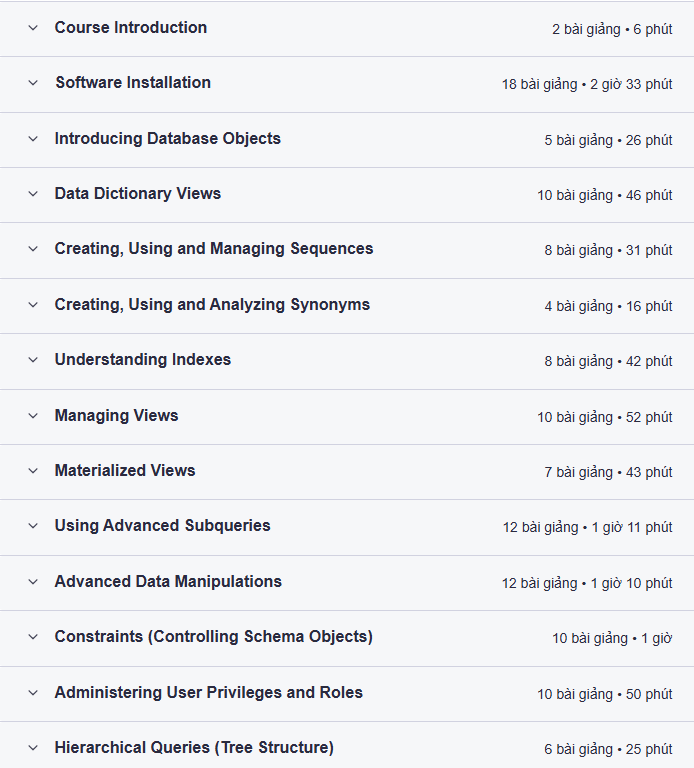 Course Introduction 2 bài giảng • 6 phút
Software Installation 18 bài giảng • 2 giờ 33 phút
Introducing Database Objects 5 bài giảng • 26 phút
Data Dictionary Views 10 bài giảng • 46 phút
Creating, Using and Managing Sequences 8 bài giảng • 31 phút
Creating, Using and Analyzing Synonyms 4 bài giảng • 16 phút
Understanding Indexes 8 bài giảng • 42 phút
Managing Views 10 bài giảng • 52 phút
Materialized Views 7 bài giảng • 43 phút
Using Advanced Subqueries 12 bài giảng • 1 giờ 11 phút
Advanced Data Manipulations 12 bài giảng • 1 giờ 10 phút
Constraints (Controlling Schema Objects) 10 bài giảng • 1 giờ
Administering User Privileges and Roles 10 bài giảng • 50 phút
Hierarchical Queries (Tree Structure) 6 bài giảng • 25 phút